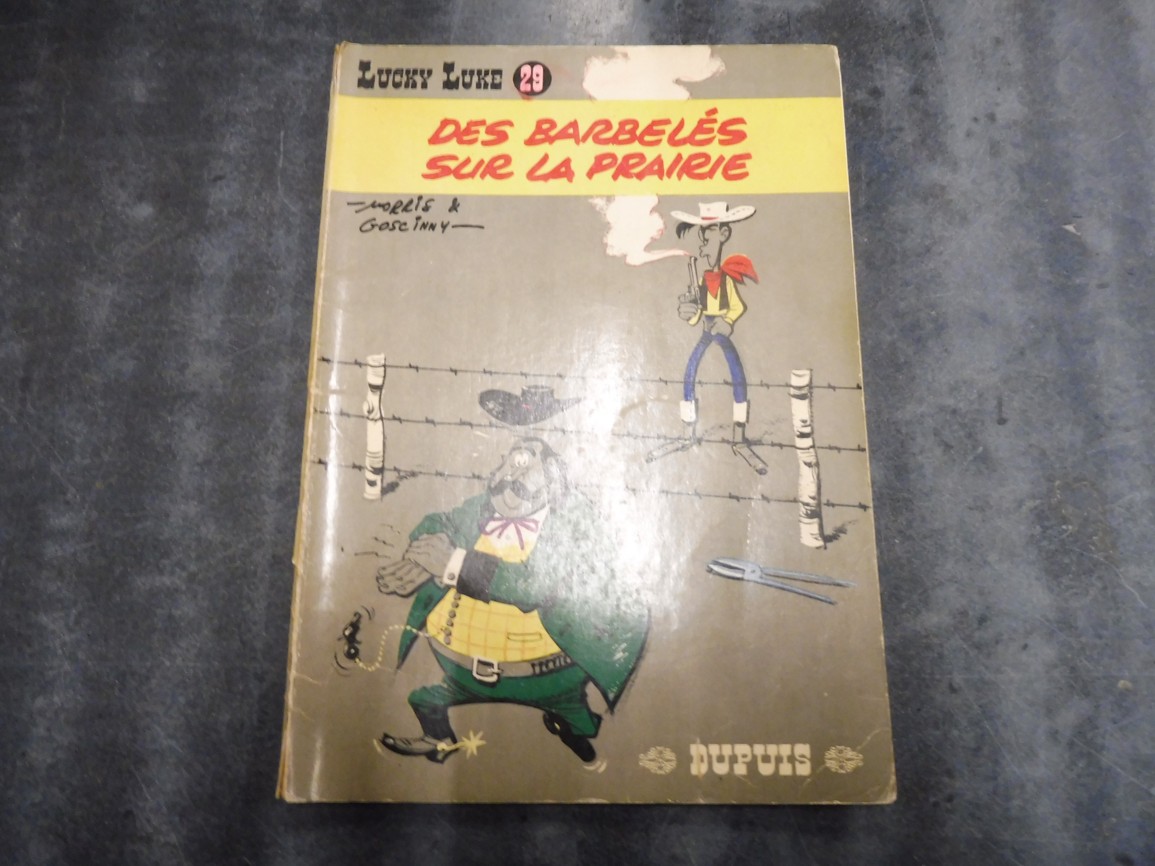 LUCKY LUKE 29
DES BARBELÉS
SUR LA PRAIRIE
MORRIS &
GOSCINNY
DUPUIS